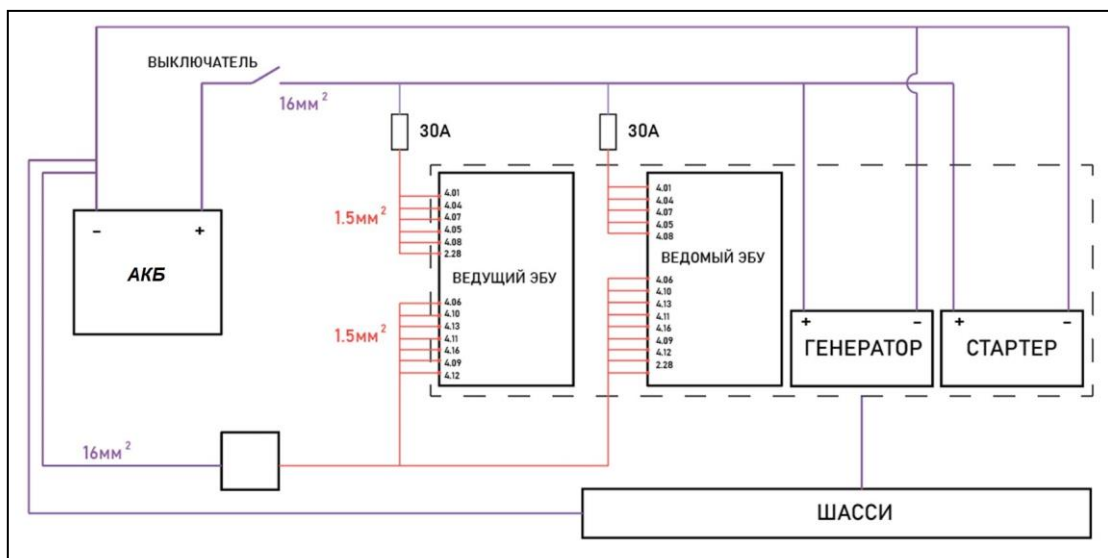 ВЫКЛЮЧАТЕЛЬ
16мм²
30А
30А
1.5мм²
4.01
4.04
4.07
4.05
4.08
2.28
ВЕДУЩИЙ ЭБУ
1.5мм²
4.06
4.10
4.13
4.11
4.16
4.09
4.12
4.01
4.04
4.07
4.05
4.08
ВЕДОМЫЙ ЭБУ
4.06
4.10
4.13
4.11
4.16
4.09
4.12
2.28
– +
АКБ
+ –
ГЕНЕРАТОР
+ –
СТАРТЕР
16мм²
ШАССИ